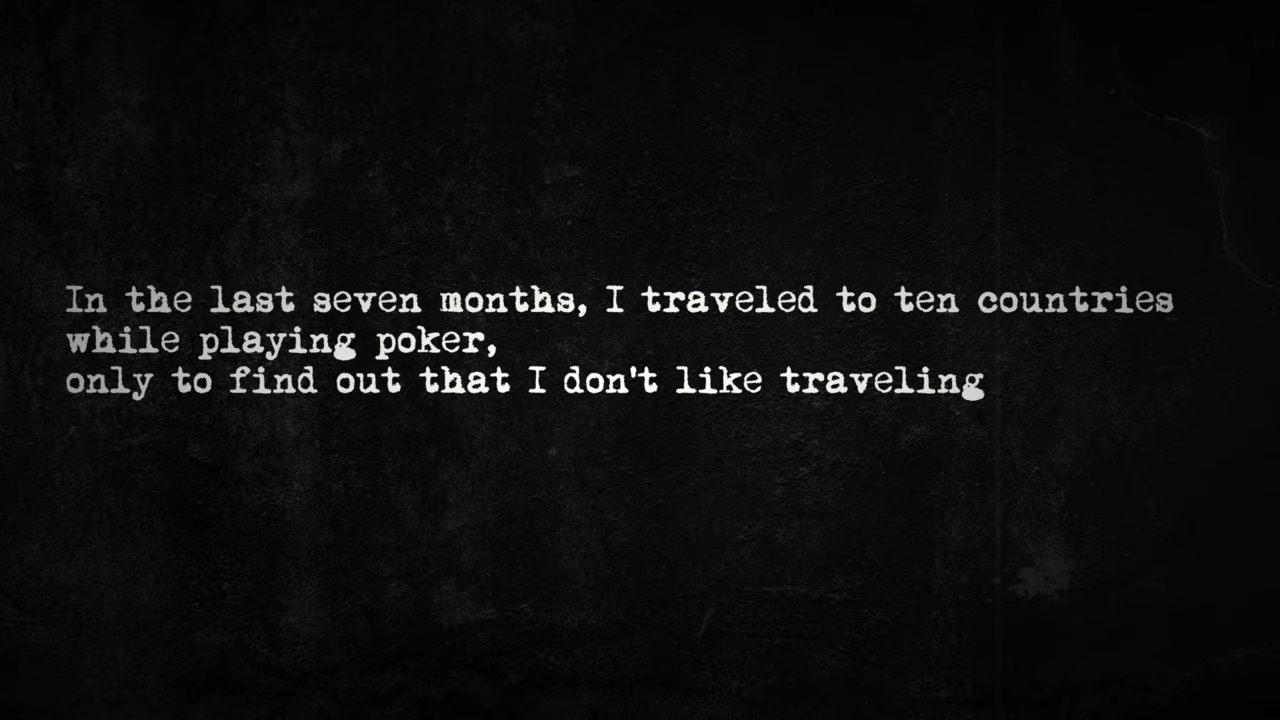 In the last seven months, I traveled to ten countries
while playing poker,
only to find out that I don't like traveling